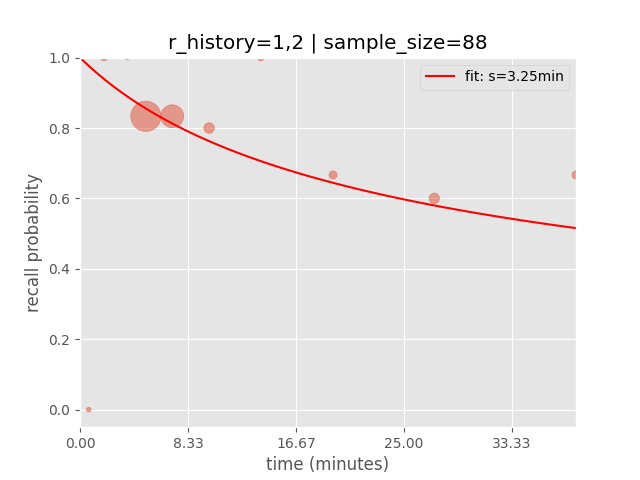 r_history=1,2 | sample_size=88
fit: s=3.25min
recall probability
1.0
0.8
0.6
0.4
0.2
0.0
0.00 8.33 16.67 25.00 33.33
time (minutes)